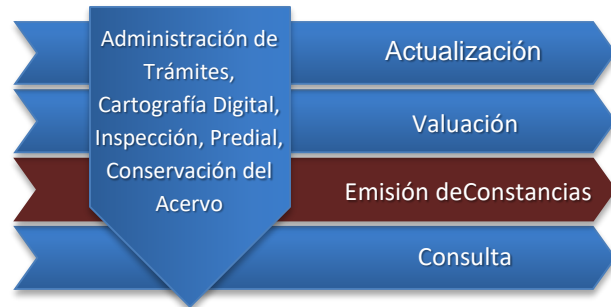 Administración de
Trámites,
Cartografía Digital,
Inspección, Predial,
Conservación del
Acervo
Actualización
Valuación
Emisión deConstancias
Consulta